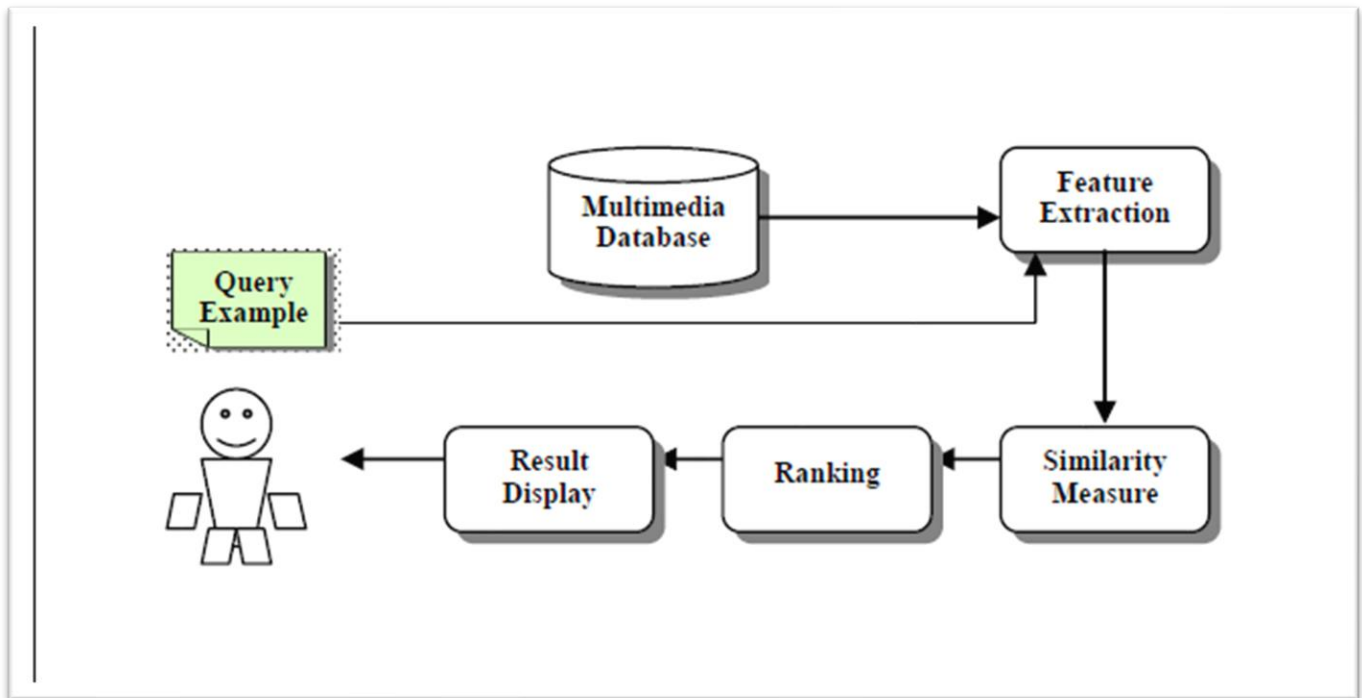 Multimedia
Database
Feature
Extraction
Query
Example
Result
Display
Ranking
Similarity
Measure